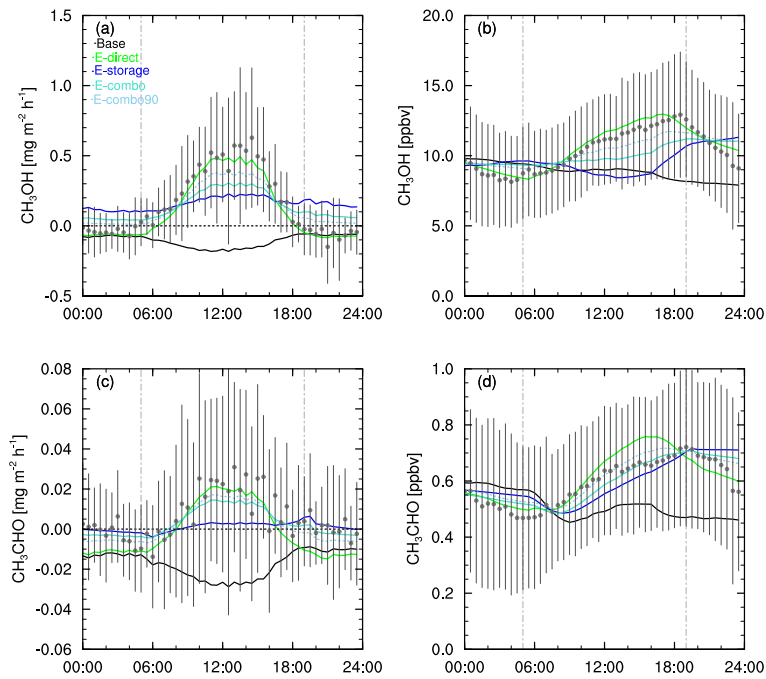 (a)
·Base
·E-direct
·E-storage
·E-combo
·E-combo90
CH₃OH [mg m⁻² h⁻¹]
1.5
1.0
0.5
0.0
-0.5
00:00 06:00 12:00 18:00 24:00
(b)
CH₃OH [ppbv]
20.0
15.0
10.0
5.0
0.0
00:00 06:00 12:00 18:00 24:00
(c)
CH₃CHO [mg m⁻² h⁻¹]
0.08
0.06
0.04
0.02
0.00
-0.02
-0.04
-0.06
00:00 06:00 12:00 18:00 24:00
(d)
CH₃CHO [ppbv]
1.0
0.8
0.6
0.4
0.2
0.0
00:00 06:00 12:00 18:00 24:00